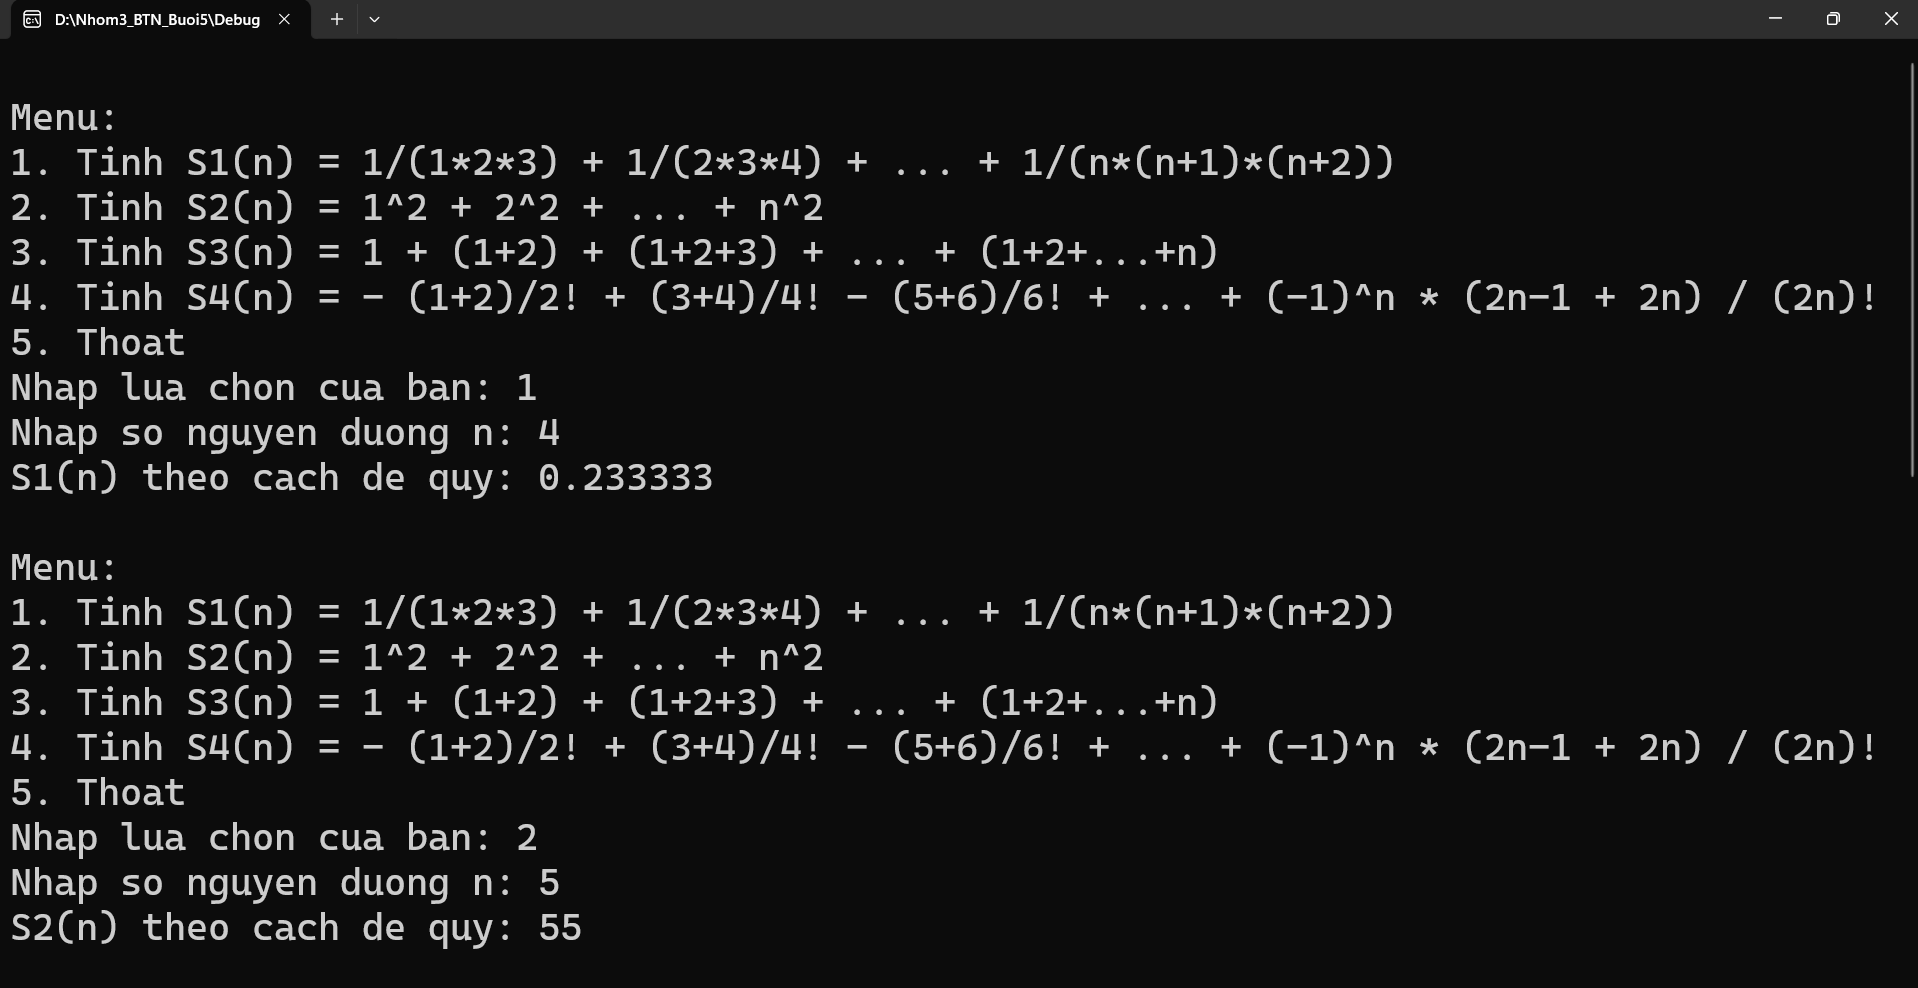 D:\Nhom3_BTN_Buoi5\Debug
Menu:
1. Tinh S1(n) = 1/(1*2*3) + 1/(2*3*4) + ... + 1/(n*(n+1)*(n+2))
2. Tinh S2(n) = 1^2 + 2^2 + ... + n^2
3. Tinh S3(n) = 1 + (1+2) + (1+2+3) + ... + (1+2+...+n)
4. Tinh S4(n) = - (1+2)/2! + (3+4)/4! - (5+6)/6! + ... + (-1)^n * (2n-1 + 2n) / (2n)!
5. Thoat
Nhap lua chon cua ban: 1
Nhap so nguyen duong n: 4
S1(n) theo cach de quy: 0.233333
Menu:
1. Tinh S1(n) = 1/(1*2*3) + 1/(2*3*4) + ... + 1/(n*(n+1)*(n+2))
2. Tinh S2(n) = 1^2 + 2^2 + ... + n^2
3. Tinh S3(n) = 1 + (1+2) + (1+2+3) + ... + (1+2+...+n)
4. Tinh S4(n) = - (1+2)/2! + (3+4)/4! - (5+6)/6! + ... + (-1)^n * (2n-1 + 2n) / (2n)!
5. Thoat
Nhap lua chon cua ban: 2
Nhap so nguyen duong n: 5
S2(n) theo cach de quy: 55